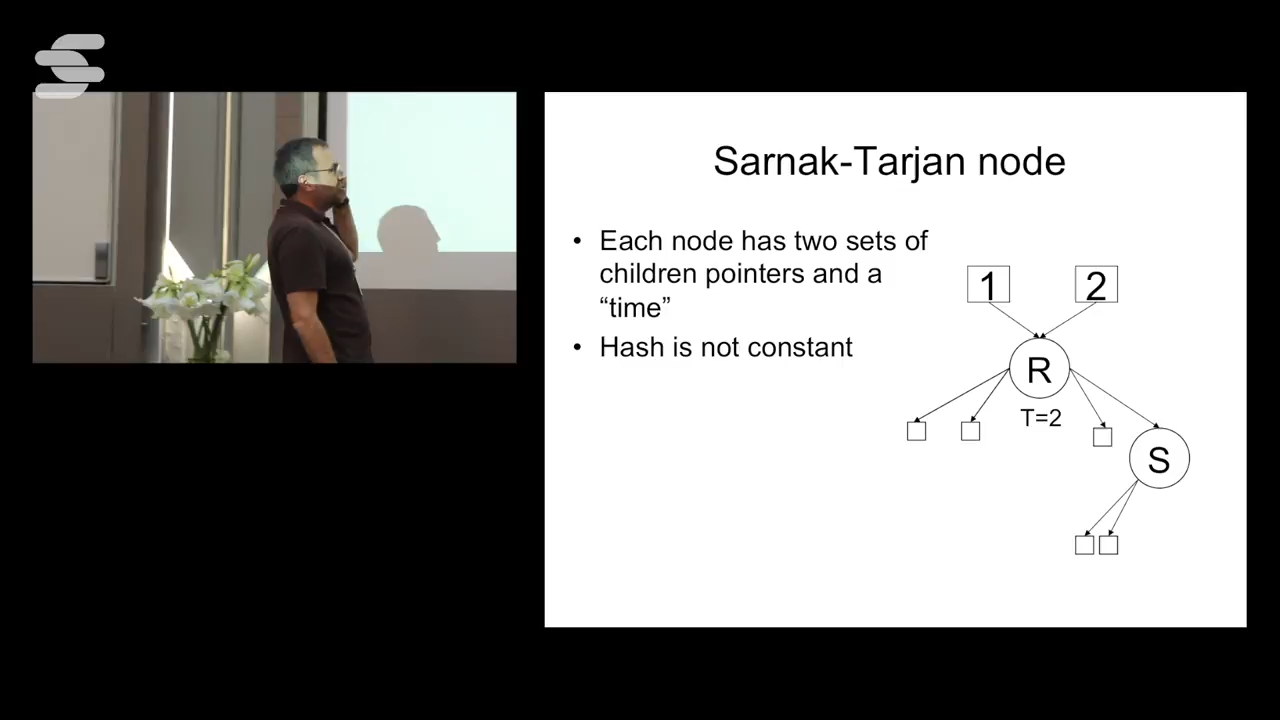 Sarnak-Tarjan node
• Each node has two sets of
children pointers and a
“time”
• Hash is not constant
1 2
R
T=2
S